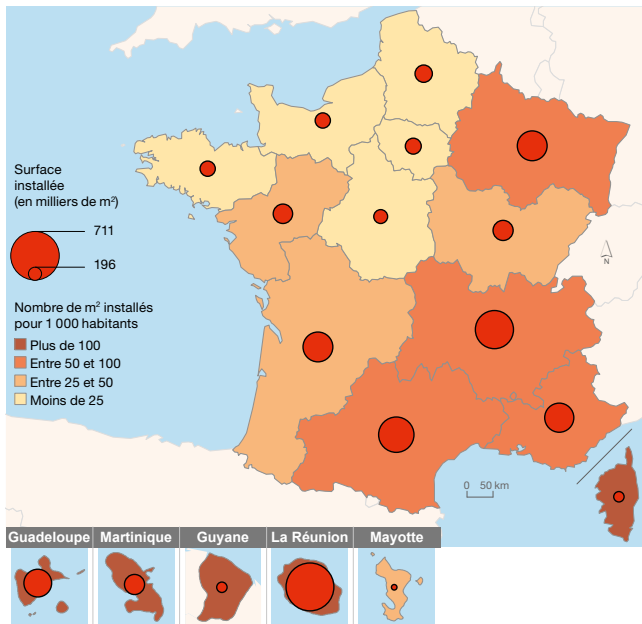 Surface
installée
(en milliers de m²)
711
196
Nombre de m² installés
pour 1 000 habitants
Plus de 100
Entre 50 et 100
Entre 25 et 50
Moins de 25
N
0 50 km
Guadeloupe Martinique Guyane La Réunion Mayotte